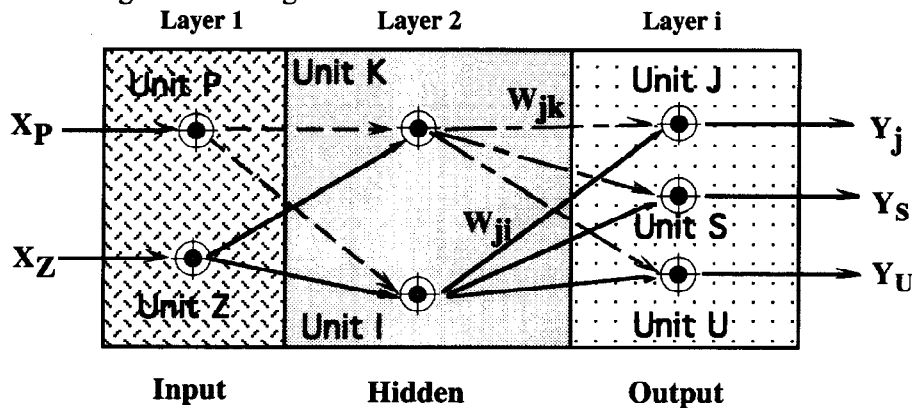 Layer 1 Layer 2 Layer i
Unit P Unit K Unit J
X_P W_jk Y_j
Unit S Y_S
X_Z W_ji
Unit Z Unit I Unit U Y_U
Input Hidden Output